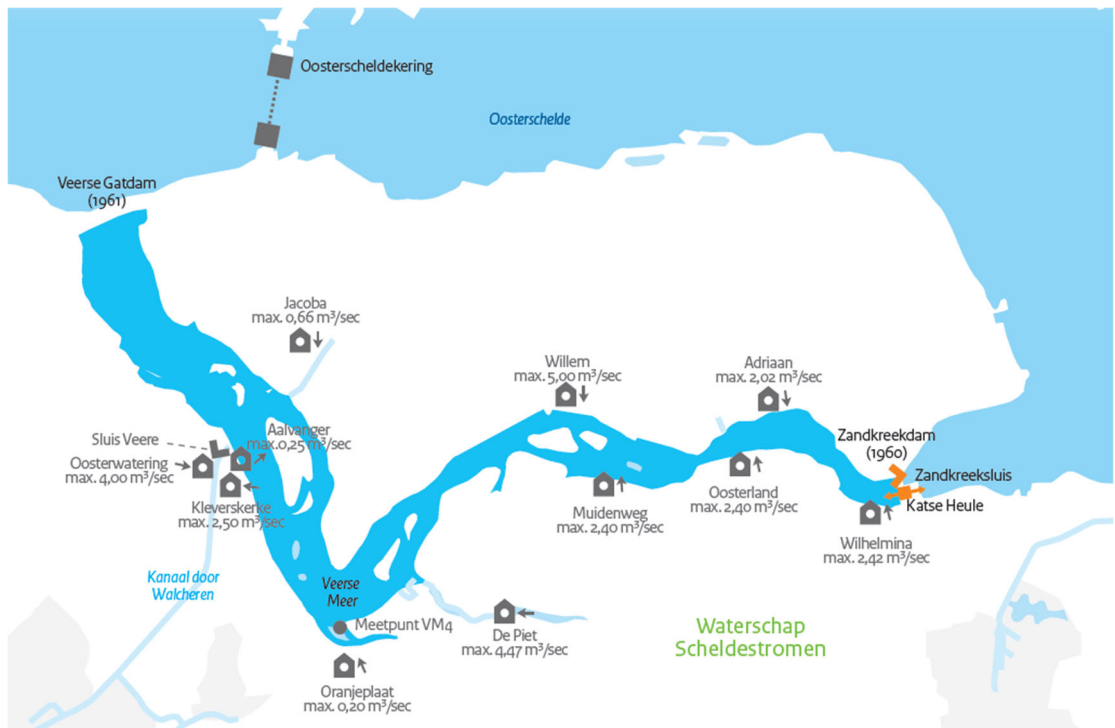 Oosterscheldekering
Oosterschelde
Veerse Gatdam
(1961)
Jacoba
max. 0,66 m³/sec
Willem
max. 5,00 m³/sec
Adriaan
max. 2,02 m³/sec
Sluis Veere
Aalvanger
max.0,25 m³/sec
Oosterwatering
max. 4,00 m³/sec
Kleverskerke
max. 2,50 m³/sec
Zandkreekdam
(1960)
Zandkreeksluis
Katse Heule
Oosterland
max. 2,40 m³/sec
Muidenweg
max. 2,40 m³/sec
Wilhelmina
max. 2,42 m³/sec
Kanaal door
Walcheren
Veerse
Meer
Meetpunt VM4
De Piet
max. 4,47 m³/sec
Waterschap
Scheldestromen
Oranjeplaat
max. 0,20 m³/sec